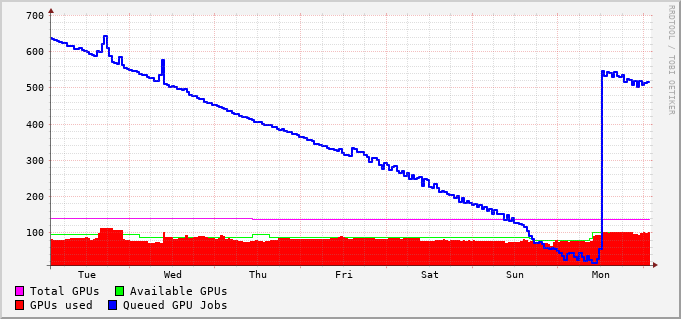 700
600
500
400
300
200
100
Tue Wed Thu Fri Sat Sun Mon
Total GPUs Available GPUs
GPUs used Queued GPU Jobs
RRDTOOL / TOBI OETIKER